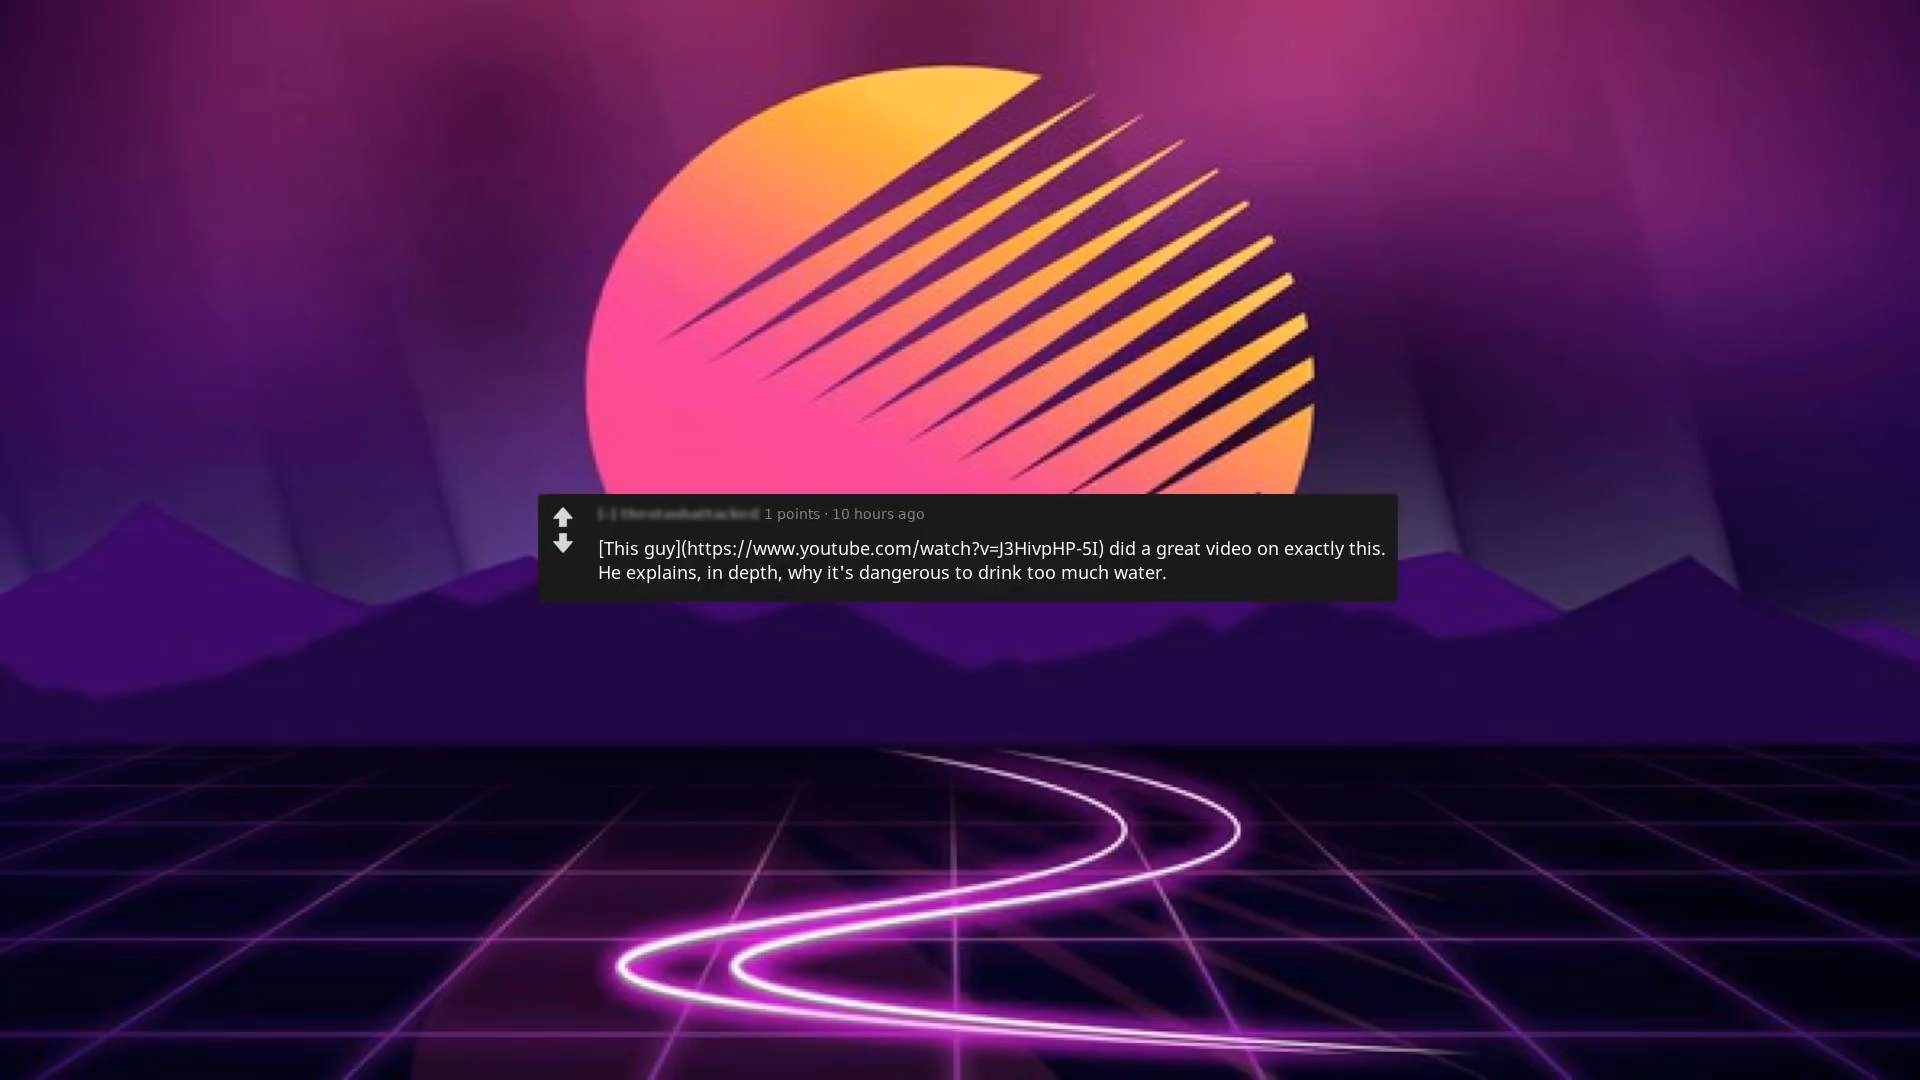 1 points · 10 hours ago
[This guy](https://www.youtube.com/watch?v=J3HivpHP-5I) did a great video on exactly this.
He explains, in depth, why it's dangerous to drink too much water.